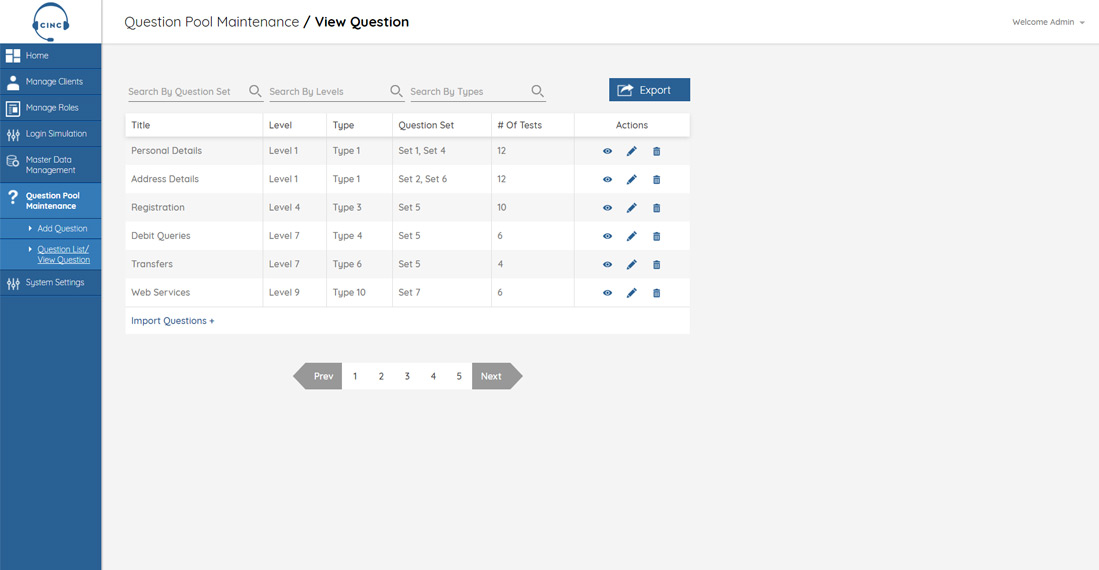 CINC
Question Pool Maintenance / View Question
Welcome Admin
Home
Manage Clients
Manage Roles
Login Simulation
Master Data
Management
Question Pool
Maintenance
Add Question
Question List/
View Question
System Settings
Search By Question Set Search By Levels Search By Types Export
Title Level Type Question Set # Of Tests Actions
Personal Details Level 1 Type 1 Set 1, Set 4 12
Address Details Level 1 Type 1 Set 2, Set 6 12
Registration Level 4 Type 3 Set 5 10
Debit Queries Level 7 Type 4 Set 5 6
Transfers Level 7 Type 6 Set 5 4
Web Services Level 9 Type 10 Set 7 6
Import Questions +
Prev 1 2 3 4 5 Next